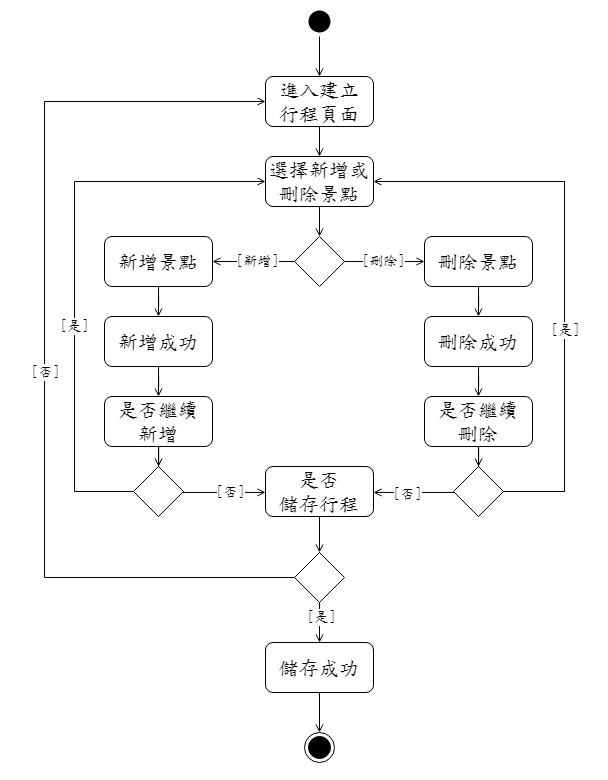 進入建立
行程頁面
選擇新增或
刪除景點
[新增]
[刪除]
新增景點
刪除景點
[是]
[是]
新增成功
刪除成功
[否]
是否繼續
新增
是否繼續
刪除
[否]
是否
儲存行程
[否]
[是]
儲存成功